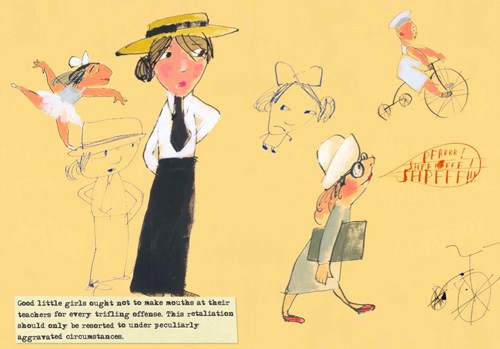 Good little girls ought not to make mouths at their
teachers for every trifling offense. This retaliation
should only be resorted to under peculiarly
aggravated circumstances.